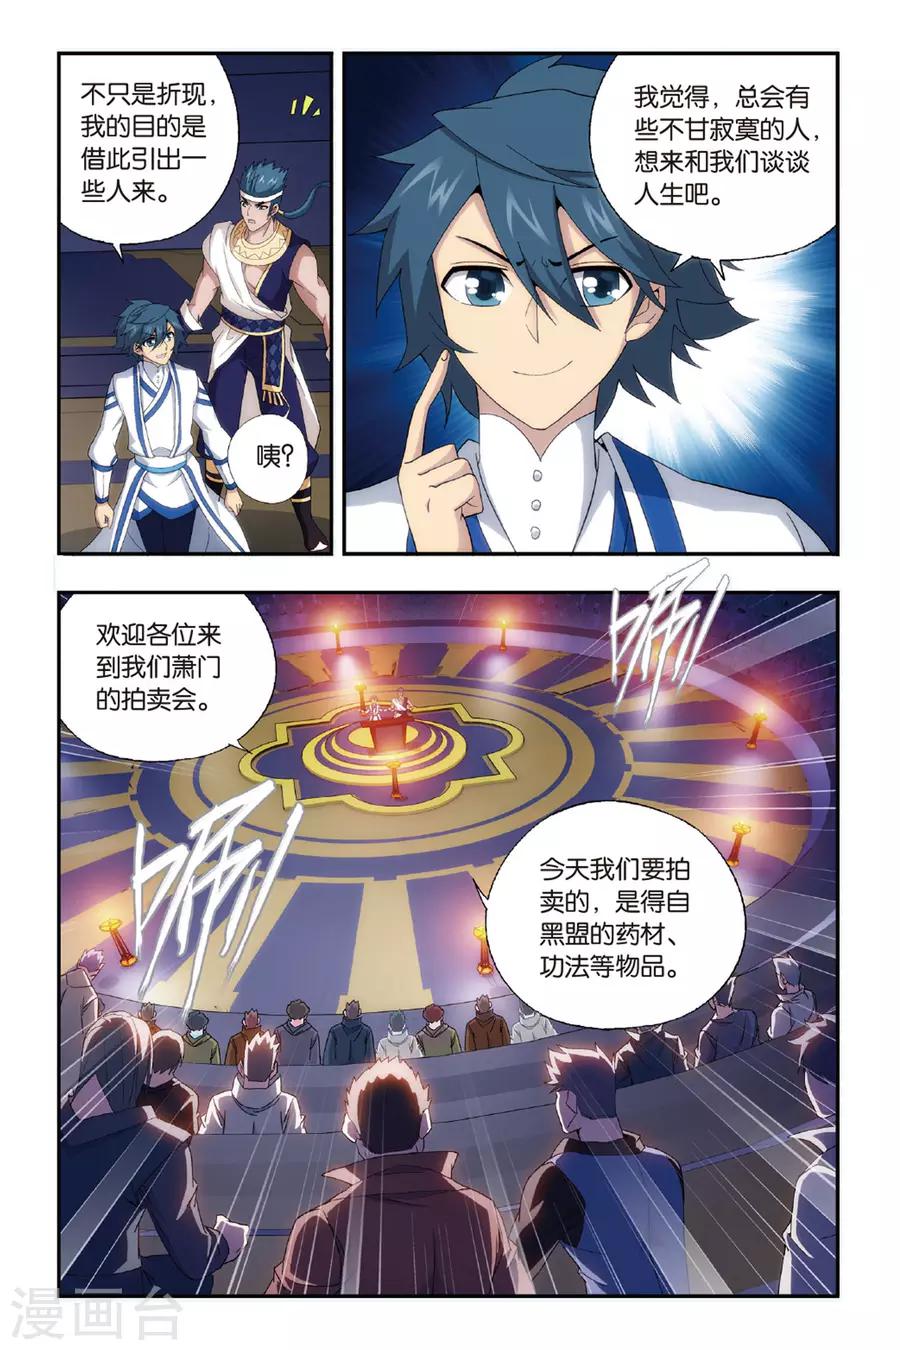 不只是折现，
我的目的是
借此引出一
些人来。
咦？
我觉得，总会有
些不甘寂寞的人，
想来和我们谈谈
人生吧。
欢迎各位来
到我们萧门
的拍卖会。
啼
啼
今天我们要拍
卖的，是得自
黑盟的药材、
功法等物品。
漫画台